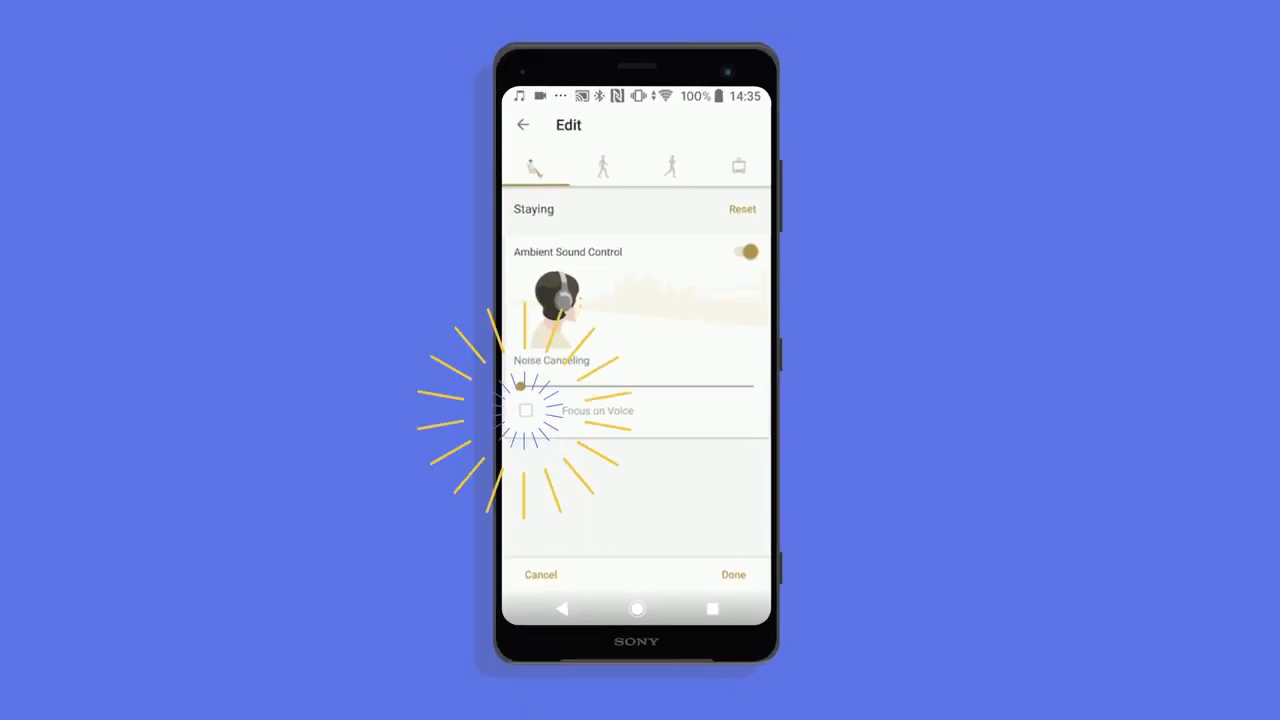 100% 14:35
Edit
Staying Reset
Ambient Sound Control
Noise Canceling
Focus on Voice
Cancel Done
SONY